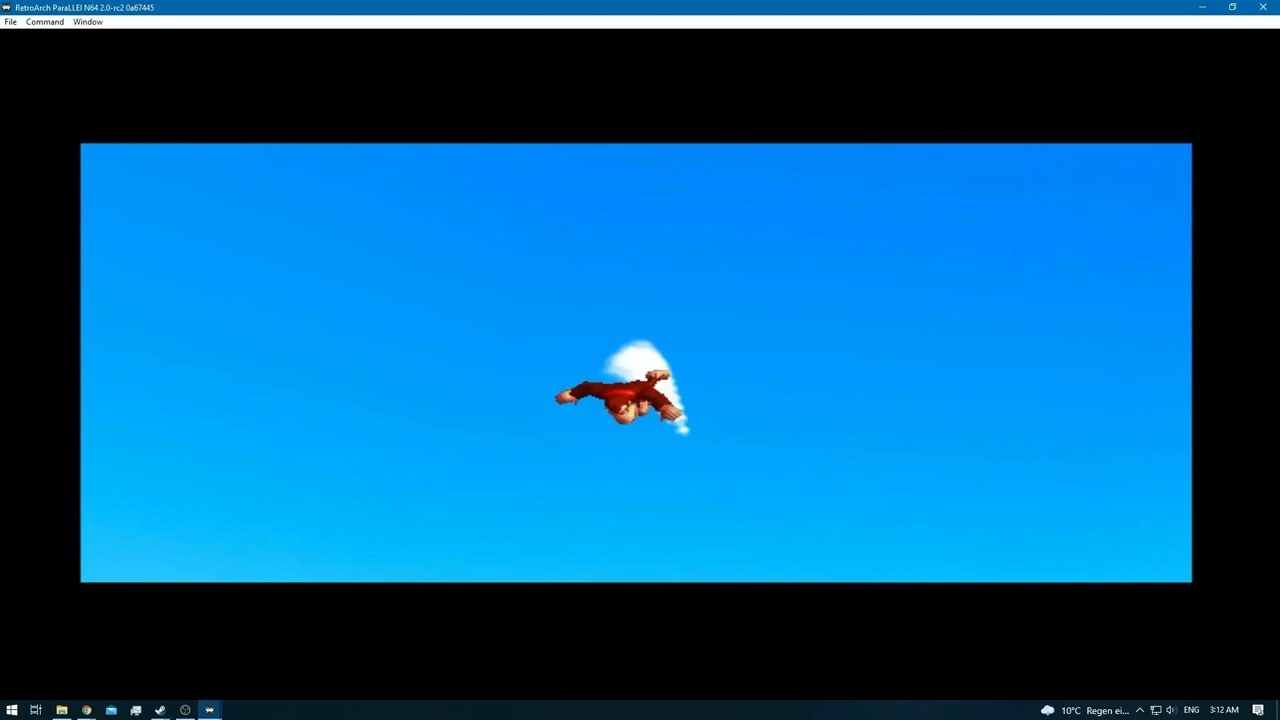 RetroArch ParaLLEl N64 2.0-rc2 0a67445
File Command Window
10°C Regen ei... ENG 3:12 AM